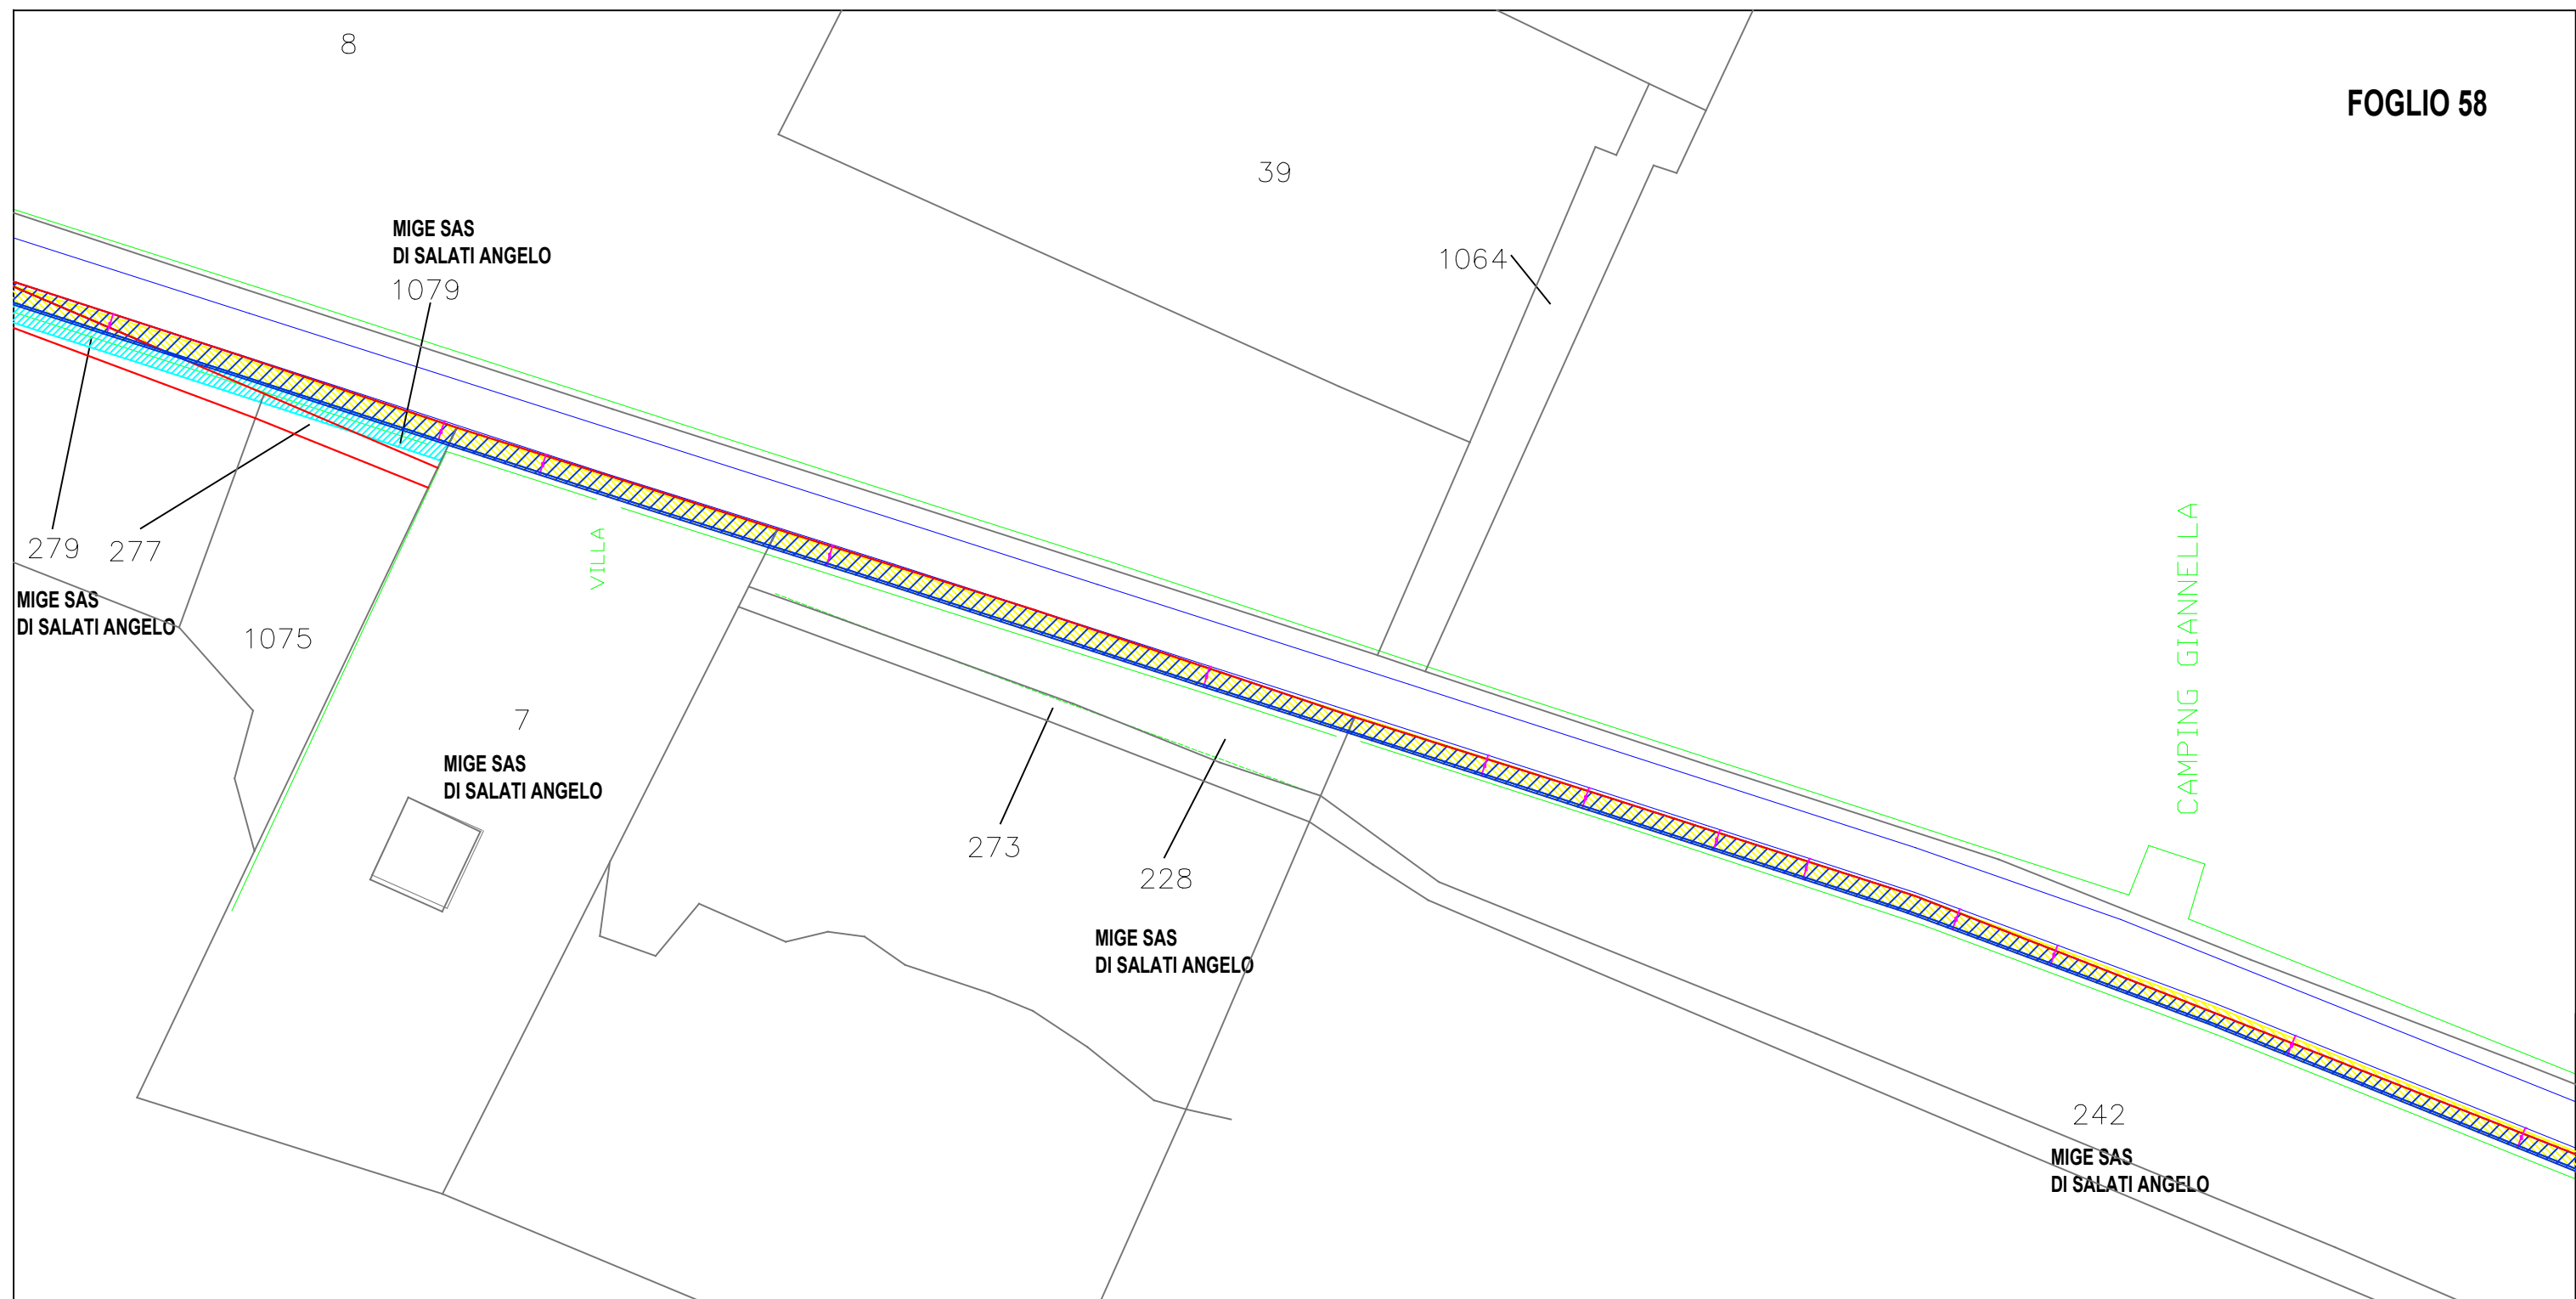 8
FOGLIO 58
39
MIGE SAS
DI SALATI ANGELO
1079
1064
279
277
VILLA
CAMPING GIANNELLA
MIGE SAS
DI SALATI ANGELO
1075
7
MIGE SAS
DI SALATI ANGELO
273
228
MIGE SAS
DI SALATI ANGELO
242
MIGE SAS
DI SALATI ANGELO